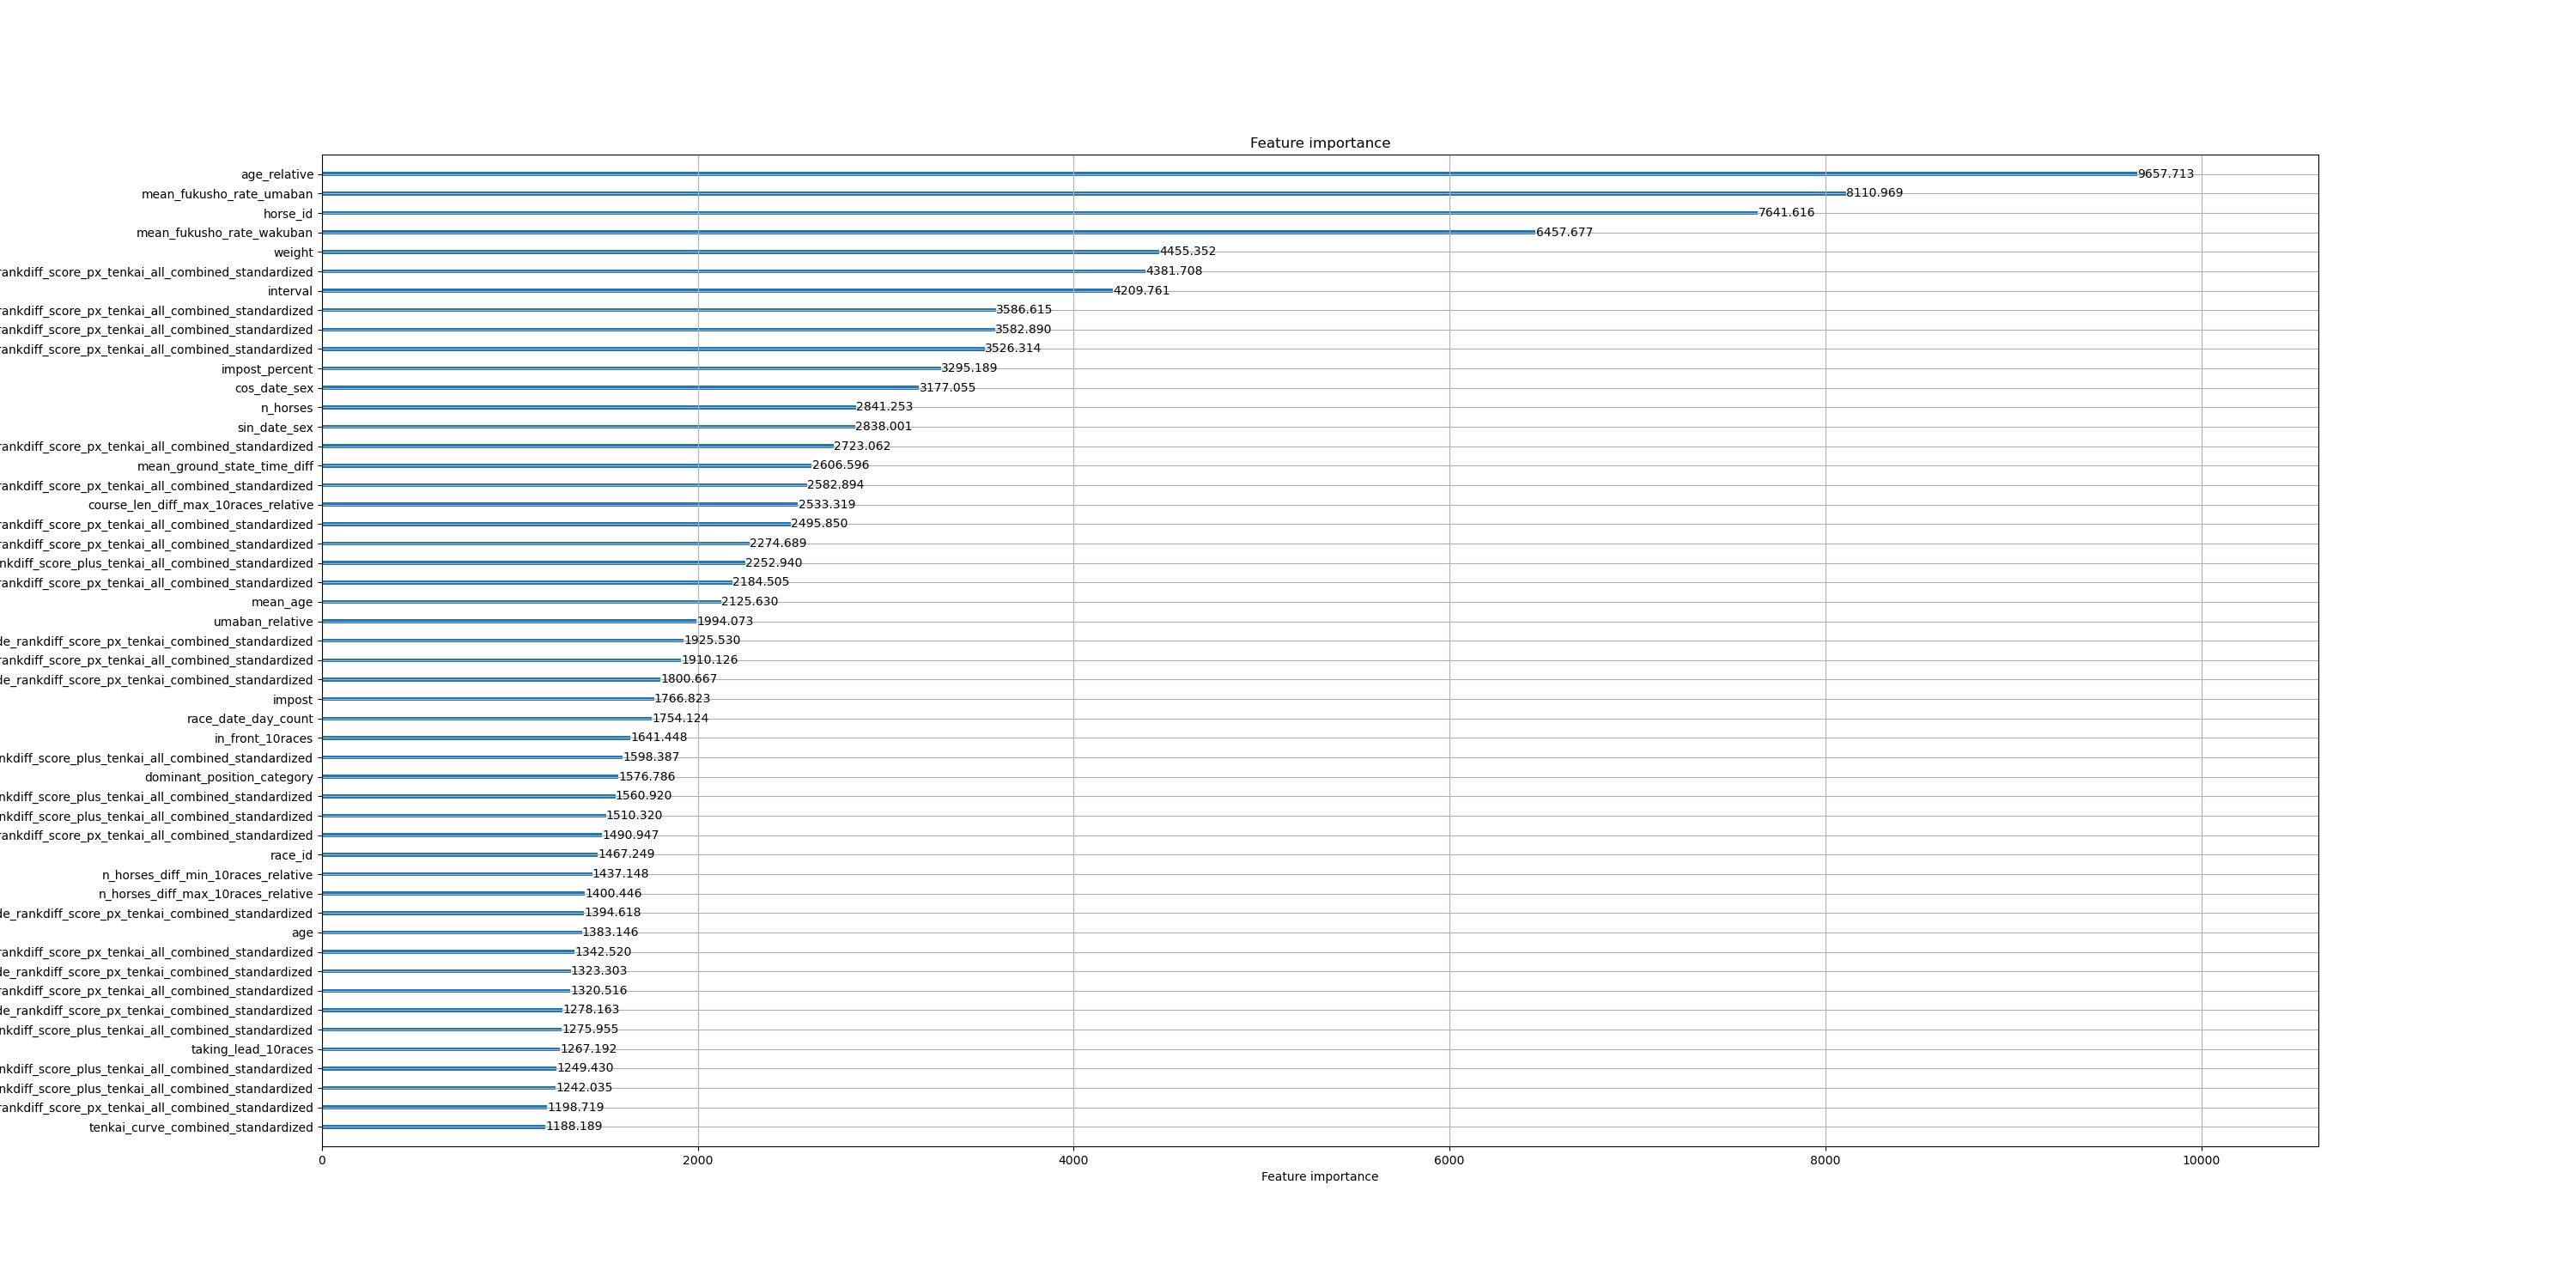 Feature importance
age_relative 9657.713
mean_fukusho_rate_umaban 8110.969
horse_id 7641.616
mean_fukusho_rate_wakuban 6457.677
weight 4455.352
rankdiff_score_px_tenkai_all_combined_standardized 4381.708
interval 4209.761
rankdiff_score_px_tenkai_all_combined_standardized 3586.615
rankdiff_score_px_tenkai_all_combined_standardized 3582.890
rankdiff_score_px_tenkai_all_combined_standardized 3526.314
impost_percent 3295.189
cos_date_sex 3177.055
n_horses 2841.253
sin_date_sex 2838.001
rankdiff_score_px_tenkai_all_combined_standardized 2723.062
mean_ground_state_time_diff 2606.596
rankdiff_score_px_tenkai_all_combined_standardized 2582.894
course_len_diff_max_10races_relative 2533.319
rankdiff_score_px_tenkai_all_combined_standardized 2495.850
rankdiff_score_px_tenkai_all_combined_standardized 2274.689
nkdiff_score_plus_tenkai_all_combined_standardized 2252.940
rankdiff_score_px_tenkai_all_combined_standardized 2184.505
mean_age 2125.630
umaban_relative 1994.073
de_rankdiff_score_px_tenkai_combined_standardized 1925.530
rankdiff_score_px_tenkai_all_combined_standardized 1910.126
de_rankdiff_score_px_tenkai_combined_standardized 1800.667
impost 1766.823
race_date_day_count 1754.124
in_front_10races 1641.448
nkdiff_score_plus_tenkai_all_combined_standardized 1598.387
dominant_position_category 1576.786
nkdiff_score_plus_tenkai_all_combined_standardized 1560.920
nkdiff_score_plus_tenkai_all_combined_standardized 1510.320
rankdiff_score_px_tenkai_all_combined_standardized 1490.947
race_id 1467.249
n_horses_diff_min_10races_relative 1437.148
n_horses_diff_max_10races_relative 1400.446
de_rankdiff_score_px_tenkai_combined_standardized 1394.618
age 1383.146
rankdiff_score_px_tenkai_all_combined_standardized 1342.520
de_rankdiff_score_px_tenkai_combined_standardized 1323.303
rankdiff_score_px_tenkai_all_combined_standardized 1320.516
de_rankdiff_score_px_tenkai_combined_standardized 1278.163
nkdiff_score_plus_tenkai_all_combined_standardized 1275.955
taking_lead_10races 1267.192
nkdiff_score_plus_tenkai_all_combined_standardized 1249.430
nkdiff_score_plus_tenkai_all_combined_standardized 1242.035
rankdiff_score_px_tenkai_all_combined_standardized 1198.719
tenkai_curve_combined_standardized 1188.189
0 2000 4000 6000 8000 10000
Feature importance